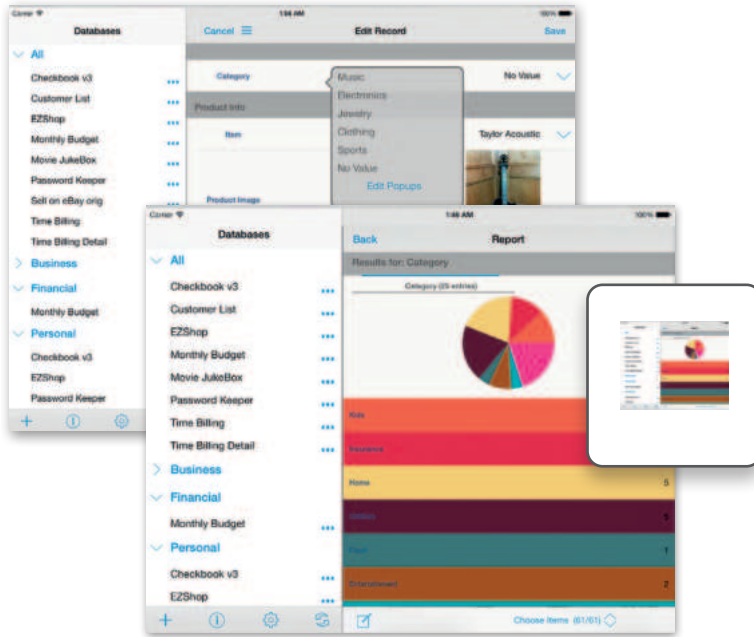 Carrier
1:56 AM
100%
Databases
Cancel
Edit Record
Save
All
Checkbook v3
Customer List
EZShop
Monthly Budget
Movie JukeBox
Password Keeper
Sell on eBay orig
Time Billing
Time Billing Detail
Business
Financial
Monthly Budget
Personal
Checkbook v3
EZShop
Password Keeper
Category
No Value
Product Info
Item
Taylor Acoustic
Product Image
Music
Electronics
Jewelry
Clothing
Sports
No Value
Edit Popups
Carrier
1:46 AM
100%
Databases
Back
Report
All
Checkbook v3
Customer List
EZShop
Monthly Budget
Movie JukeBox
Password Keeper
Time Billing
Time Billing Detail
Business
Financial
Monthly Budget
Personal
Checkbook v3
EZShop
Results for: Category
Category (25 entries)
Kids
Insurance
Home 5
5
Food 1
Entertainment 2
Choose Items (61/61)